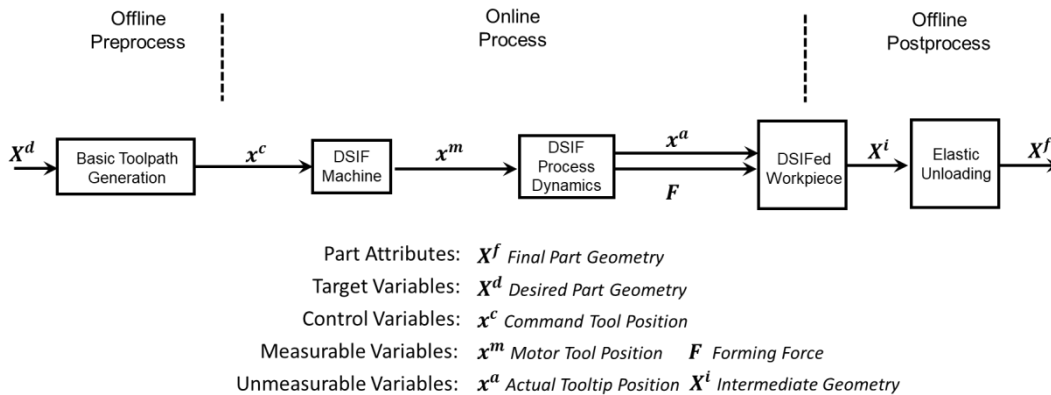 Offline
Preprocess
Online
Process
Offline
Postprocess
X^d
Basic Toolpath
Generation
x^c
DSIF
Machine
x^m
DSIF
Process
Dynamics
x^a
F
DSIFed
Workpiece
X^i
Elastic
Unloading
X^f
Part Attributes: X^f Final Part Geometry
Target Variables: X^d Desired Part Geometry
Control Variables: x^c Command Tool Position
Measurable Variables: x^m Motor Tool Position F Forming Force
Unmeasurable Variables: x^a Actual Tooltip Position X^i Intermediate Geometry